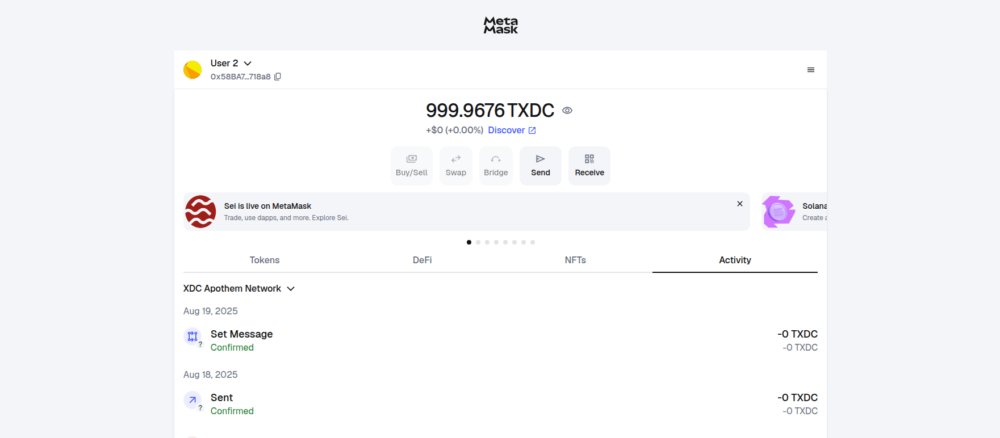 Meta
Mask
User 2
0x58BA7...718a8
999.9676 TXDC
+$0 (+0.00%) Discover
Buy/Sell
Swap
Bridge
Send
Receive
Sei is live on MetaMask
Trade, use dapps, and more. Explore Sei.
Solana
Create a
Tokens
DeFi
NFTs
Activity
XDC Apothem Network
Aug 19, 2025
Set Message
-0 TXDC
?
Confirmed
-0 TXDC
Aug 18, 2025
Sent
-0 TXDC
?
Confirmed
-0 TXDC